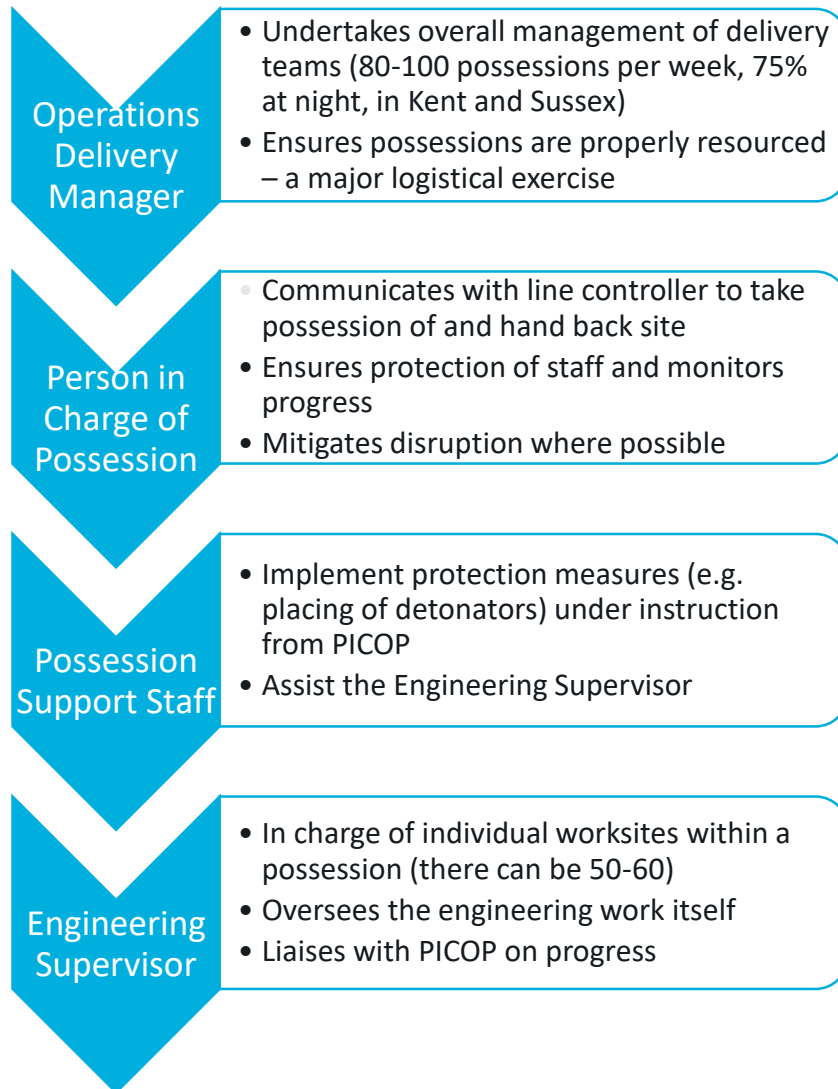 Operations
Delivery
Manager
• Undertakes overall management of delivery
teams (80-100 possessions per week, 75%
at night, in Kent and Sussex)
• Ensures possessions are properly resourced
– a major logistical exercise
Person in
Charge of
Possession
• Communicates with line controller to take
possession of and hand back site
• Ensures protection of staff and monitors
progress
• Mitigates disruption where possible
Possession
Support Staff
• Implement protection measures (e.g.
placing of detonators) under instruction
from PICOP
• Assist the Engineering Supervisor
Engineering
Supervisor
• In charge of individual worksites within a
possession (there can be 50-60)
• Oversees the engineering work itself
• Liaises with PICOP on progress